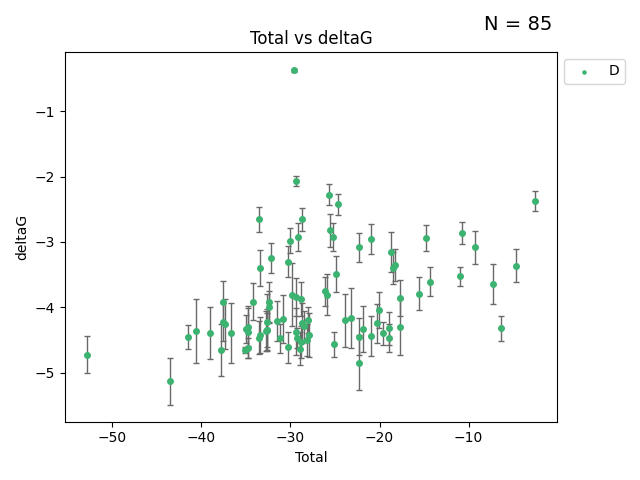 N = 85
Total vs deltaG
D
−1
−2
−3
−4
−5
deltaG
−50 −40 −30 −20 −10
Total